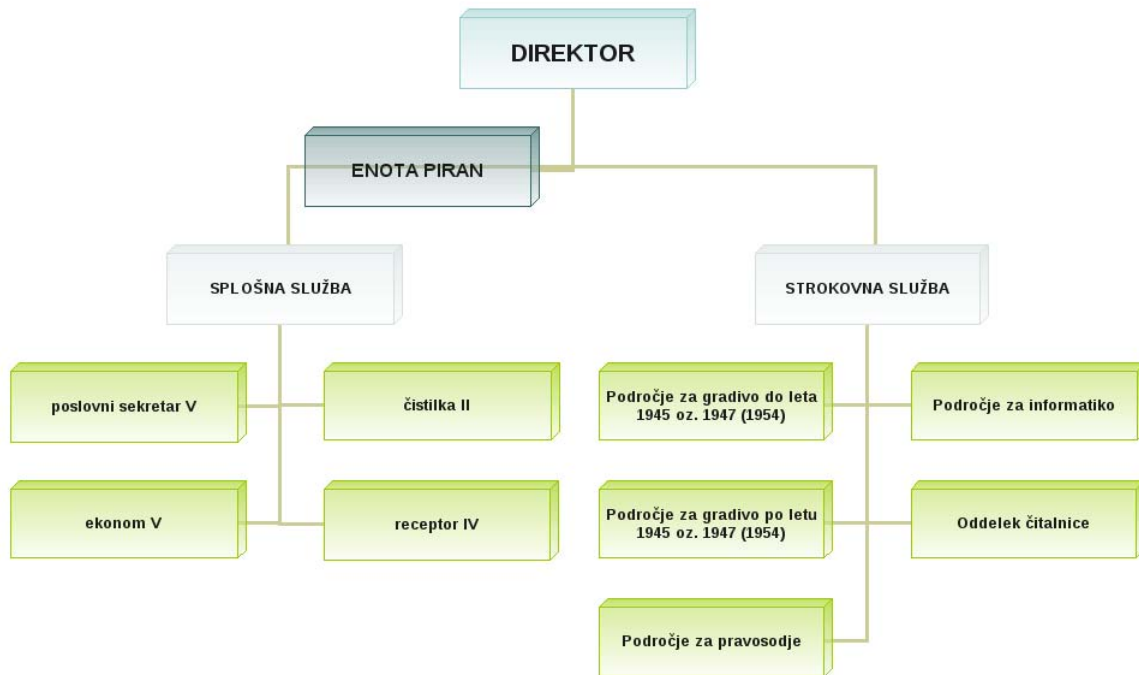 DIREKTOR
ENOTA PIRAN
SPLOŠNA SLUŽBA
STROKOVNA SLUŽBA
poslovni sekretar V
čistilka II
Področje za gradivo do leta
1945 oz. 1947 (1954)
Področje za informatiko
ekonom V
receptor IV
Področje za gradivo po letu
1945 oz. 1947 (1954)
Oddelek čitalnice
Področje za pravosodje